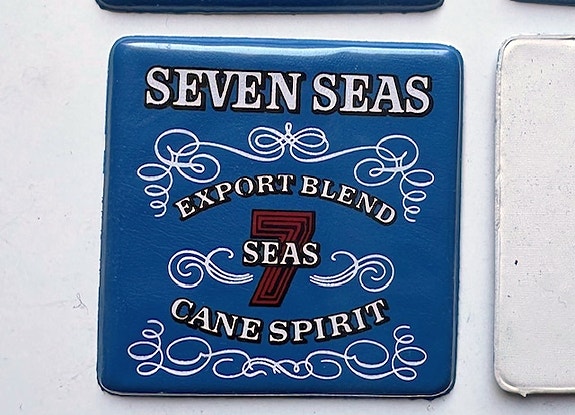 SEVEN SEAS
EXPORT BLEND
7
SEAS
CANE SPIRIT